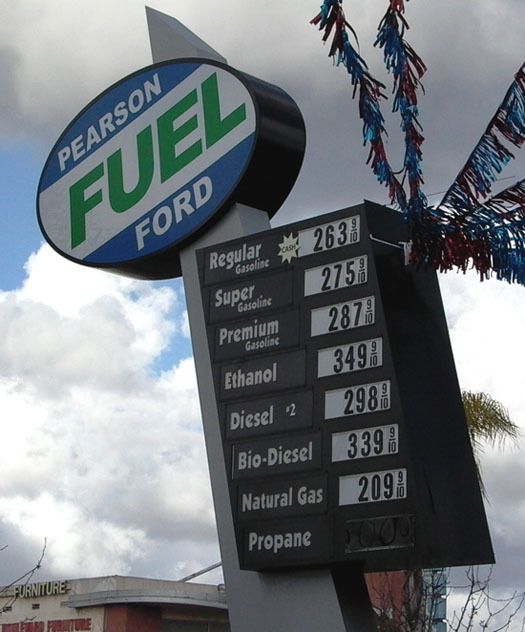 PEARSON
FUEL
FORD
Regular Gasoline CASH 263 9/10
Super Gasoline 275 9/10
Premium Gasoline 287 9/10
Ethanol 349 9/10
Diesel #2 298 9/10
Bio-Diesel 339 9/10
Natural Gas 209 9/10
Propane
FURNITURE
FURNITURE